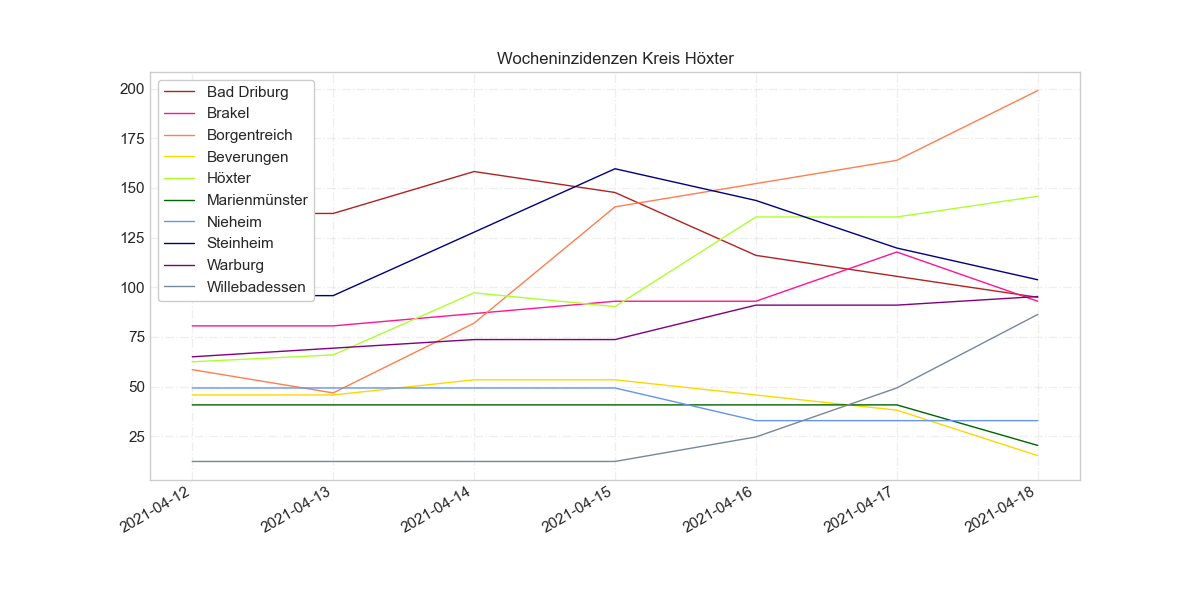 Wocheninzidenzen Kreis Höxter
200
175
150
125
100
75
50
25
Bad Driburg
Brakel
Borgentreich
Beverungen
Höxter
Marienmünster
Nieheim
Steinheim
Warburg
Willebadessen
2021-04-12
2021-04-13
2021-04-14
2021-04-15
2021-04-16
2021-04-17
2021-04-18